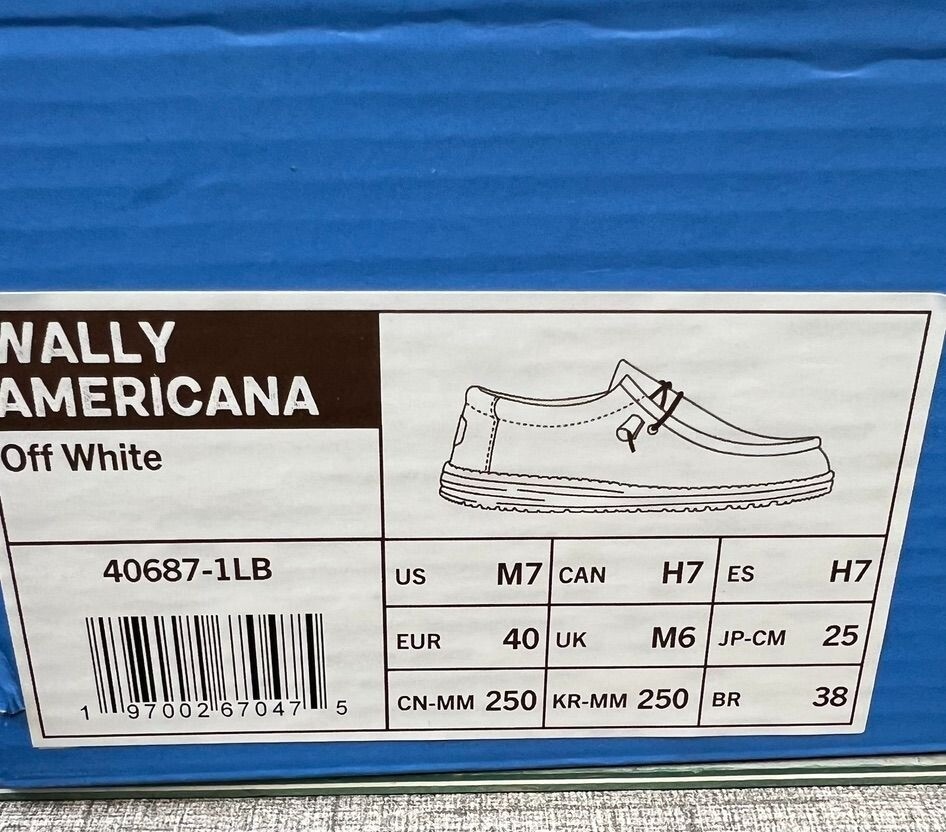 WALLY
AMERICANA
Off White
40687-1LB
1 97002 67047 5
US M7 CAN H7 ES H7
EUR 40 UK M6 JP-CM 25
CN-MM 250 KR-MM 250 BR 38